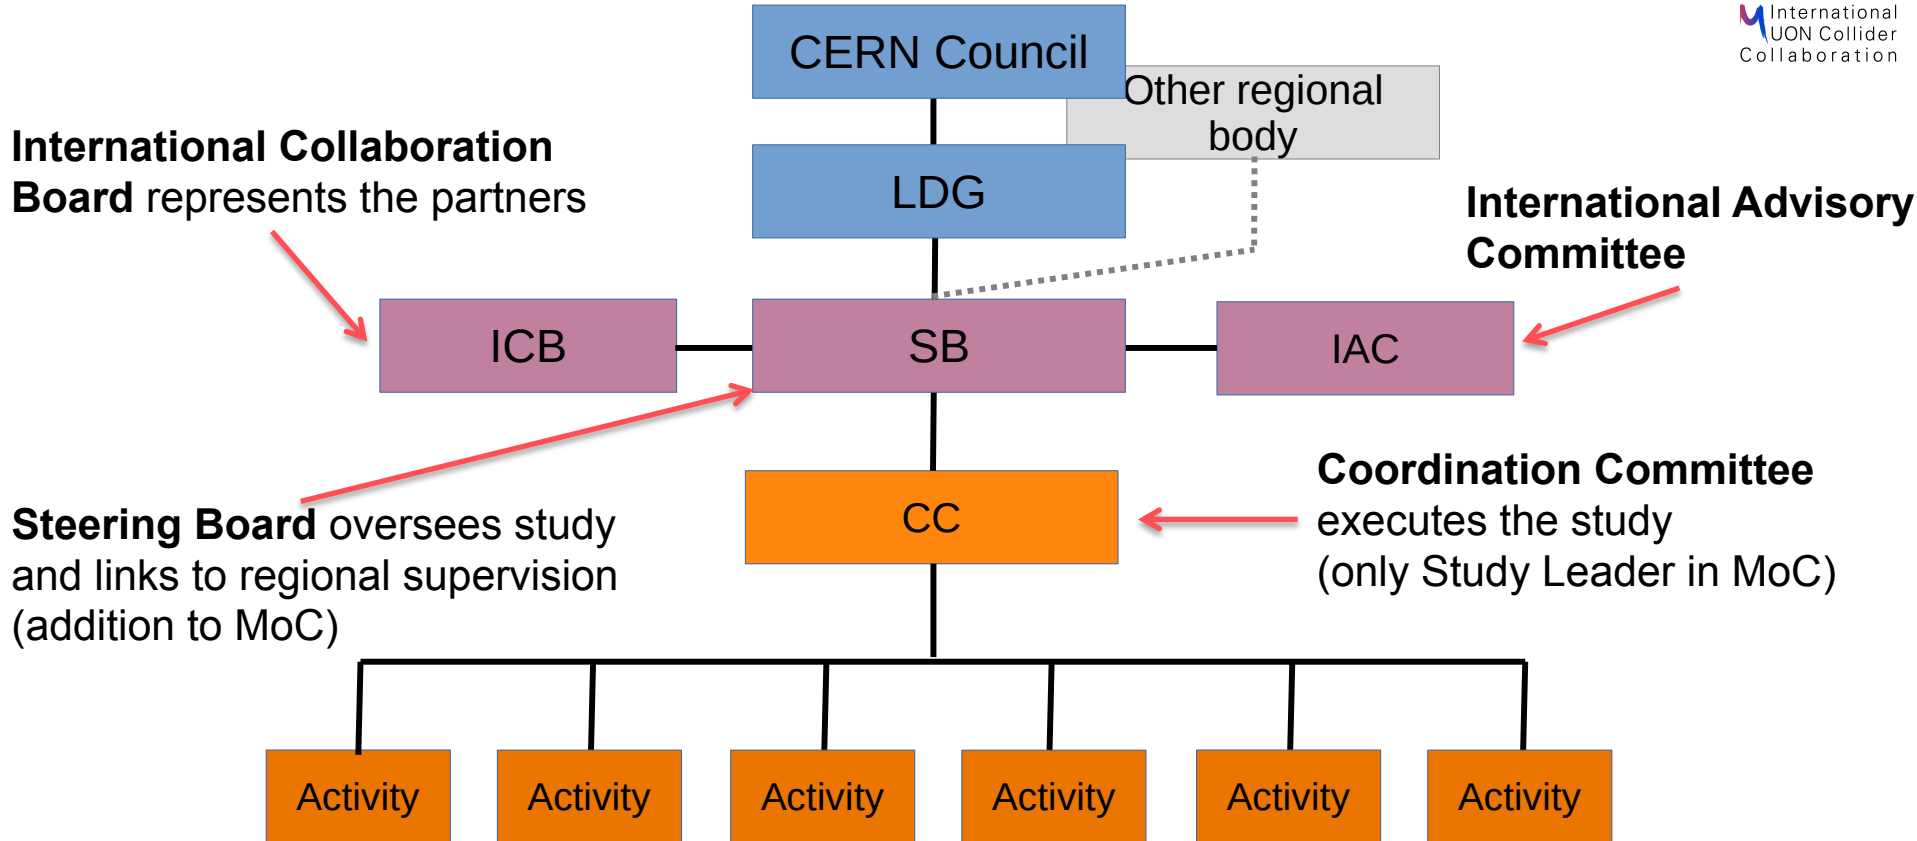 International
UON Collider
Collaboration
CERN Council
Other regional
body
International Collaboration
Board represents the partners
LDG
International Advisory
Committee
ICB
SB
IAC
Steering Board oversees study
and links to regional supervision
(addition to MoC)
CC
Coordination Committee
executes the study
(only Study Leader in MoC)
Activity
Activity
Activity
Activity
Activity
Activity